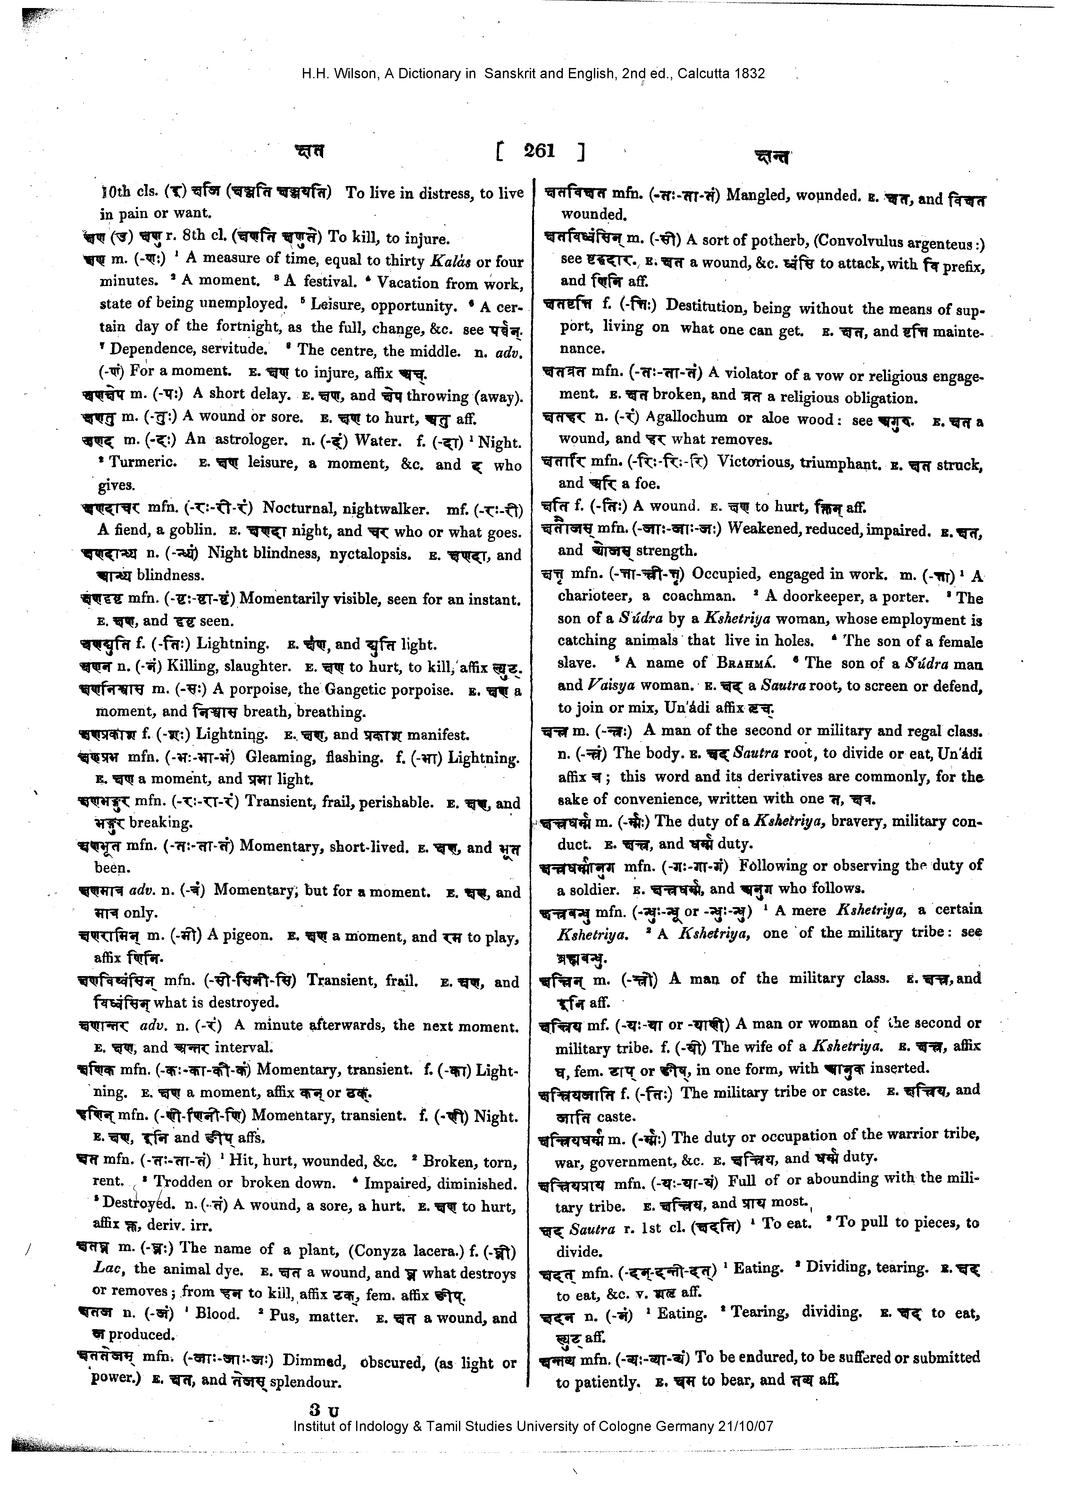 H.H. Wilson, A Dictionary in Sanskrit and English, 2nd ed., Calcutta 1832
क्षत [ 261 ] क्षन्त
10th cls. (इ) क्षजि (क्षञ्जति क्षञ्जयति) To live in distress, to live
in pain or want.
क्षण (उ) क्षणु r. 8th cl. (क्षणति क्षणुते) To kill, to injure.
क्षण m. (-णः) ¹ A measure of time, equal to thirty Kalás or four
minutes. ² A moment. ³ A festival. ⁴ Vacation from work,
state of being unemployed. ⁵ Leisure, opportunity. ⁶ A cer-
tain day of the fortnight, as the full, change, &c. see पर्व्वन्.
⁷ Dependence, servitude. ⁸ The centre, the middle. n. adv.
(-णं) For a moment. E. क्षण to injure, affix अच्.
क्षणक्षेप m. (-पः) A short delay. E. क्षण, and क्षेप throwing (away).
क्षणतु m. (-तुः) A wound or sore. E. क्षण to hurt, अतु aff.
क्षणद m. (-दः) An astrologer. n. (-दं) Water. f. (-दा) ¹ Night.
² Turmeric. E. क्षण leisure, a moment, &c. and द who
gives.
क्षणदाचर mfn. (-रः-री-रं) Nocturnal, nightwalker. mf. (-रः-री)
A fiend, a goblin. E. क्षणदा night, and चर who or what goes.
क्षणदान्ध्य n. (-न्ध्यं) Night blindness, nyctalopsis. E. क्षणदा, and
आन्ध्य blindness.
क्षणदृष्ट mfn. (-ष्टः-ष्टा-ष्टं) Momentarily visible, seen for an instant.
E. क्षण, and दृष्ट seen.
क्षणद्युति f. (-तिः) Lightning. E. क्षण, and द्युति light.
क्षणन n. (-नं) Killing, slaughter. E. क्षण to hurt, to kill, affix ल्युट्.
क्षणनिश्वास m. (-सः) A porpoise, the Gangetic porpoise. E. क्षण a
moment, and निश्वास breath, breathing.
क्षणप्रकाश f. (-शः) Lightning. E. क्षण, and प्रकाश manifest.
क्षणप्रभ mfn. (-भः-भा-भं) Gleaming, flashing. f. (-भा) Lightning.
E. क्षण a moment, and प्रभा light.
क्षणभङ्गुर mfn. (-रः-रा-रं) Transient, frail, perishable. E. क्षण, and
भङ्गुर breaking.
क्षणभूत mfn. (-तः-ता-तं) Momentary, short-lived. E. क्षण, and भूत
been.
क्षणमात्र adv. n. (-त्रं) Momentary, but for a moment. E. क्षण, and
मात्र only.
क्षणरामिन् m. (-मी) A pigeon. E. क्षण a moment, and रम to play,
affix णिनि.
क्षणविध्वंसिन् mfn. (-सी-सिनी-सि) Transient, frail. E. क्षण, and
विध्वंसिन् what is destroyed.
क्षणान्तर adv. n. (-रं) A minute afterwards, the next moment.
E. क्षण, and अन्तर interval.
क्षणिक mfn. (-कः-का-की-कं) Momentary, transient. f. (-का) Light-
ning. E. क्षण a moment, affix कन् or ठक्.
क्षणिन् mfn. (-णी-णिनी-णि) Momentary, transient. f. (-णी) Night.
E. क्षण, इनि and ङीप् affs.
क्षत mfn. (-तः-ता-तं) ¹ Hit, hurt, wounded, &c. ² Broken, torn,
rent. ³ Trodden or broken down. ⁴ Impaired, diminished.
⁵ Destroyed. n. (-तं) A wound, a sore, a hurt. E. क्षण to hurt,
affix क्त, deriv. irr.
क्षतघ्न m. (-घ्नः) The name of a plant, (Conyza lacera.) f. (-घ्नी)
Lac, the animal dye. E. क्षत a wound, and घ्न what destroys
or removes; from हन to kill, affix टक्, fem. affix ङीप्.
क्षतज n. (-जं) ¹ Blood. ² Pus, matter. E. क्षत a wound, and
ज produced.
क्षततेजस् mfn. (-जाः-जाः-जः) Dimmed, obscured, (as light or
power.) E. क्षत, and तेजस् splendour.
3 U
क्षतविक्षत mfn. (-तः-ता-तं) Mangled, wounded. E. क्षत, and विक्षत
wounded.
क्षतविध्वंसिन् m. (-सी) A sort of potherb, (Convolvulus argenteus:)
see वृद्धदार. E. क्षत a wound, &c. ध्वंसि to attack, with वि prefix,
and णिनि aff.
क्षतवृत्ति f. (-त्तिः) Destitution, being without the means of sup-
port, living on what one can get. E. क्षत, and वृत्ति mainte-
nance.
क्षतव्रत mfn. (-तः-ता-तं) A violator of a vow or religious engage-
ment. E. क्षत broken, and व्रत a religious obligation.
क्षतहर n. (-रं) Agallochum or aloe wood: see अगुरु. E. क्षत a
wound, and हर what removes.
क्षतारि mfn. (-रिः-रिः-रि) Victorious, triumphant. E. क्षत struck,
and अरि a foe.
क्षति f. (-तिः) A wound. E. क्षण to hurt, क्तिन् aff.
क्षतौजस् mfn. (-जाः-जाः-जः) Weakened, reduced, impaired. E. क्षत,
and ओजस् strength.
क्षत्तृ mfn. (-त्ता-त्त्री-त्तृ) Occupied, engaged in work. m. (-त्ता) ¹ A
charioteer, a coachman. ² A doorkeeper, a porter. ³ The
son of a Súdra by a Kshetriya woman, whose employment is
catching animals that live in holes. ⁴ The son of a female
slave. ⁵ A name of BRAHMÁ. ⁶ The son of a Súdra man
and Vaisya woman. E. क्षद a Sautra root, to screen or defend,
to join or mix, Un'ádi affix तृच्.
क्षत्त्र m. (-त्त्रः) A man of the second or military and regal class.
n. (-त्त्रं) The body. E. क्षद् Sautra root, to divide or eat, Un'ádi
affix त्र; this word and its derivatives are commonly, for the
sake of convenience, written with one त, क्षत्र.
क्षत्त्रधर्म्म m. (-र्म्मः) The duty of a Kshetriya, bravery, military con-
duct. E. क्षत्त्र, and धर्म्म duty.
क्षत्त्रधर्म्मानुग mfn. (-गः-गा-गं) Following or observing the duty of
a soldier. E. क्षत्त्रधर्म्म, and अनुग who follows.
क्षत्त्रबन्धु mfn. (-न्धुः-न्धू or -न्धुः-न्धु) ¹ A mere Kshetriya, a certain
Kshetriya. ² A Kshetriya, one of the military tribe: see
ब्रह्मबन्धु.
क्षत्त्रिन् m. (-त्त्री) A man of the military class. E. क्षत्त्र, and
इनि aff.
क्षत्त्रिय mf. (-यः-या or -याणी) A man or woman of the second or
military tribe. f. (-यी) The wife of a Kshetriya. E. क्षत्त्र, affix
घ, fem. टाप् or ङीष्, in one form, with आनुक inserted.
क्षत्त्रियजाति f. (-तिः) The military tribe or caste. E. क्षत्त्रिय, and
जाति caste.
क्षत्त्रियधर्म्म m. (-र्म्मः) The duty or occupation of the warrior tribe,
war, government, &c. E. क्षत्त्रिय, and धर्म्म duty.
क्षत्त्रियप्राय mfn. (-यः-या-यं) Full of or abounding with the mili-
tary tribe. E. क्षत्त्रिय, and प्राय most.
क्षद् Sautra r. 1st cl. (क्षदति) ¹ To eat. ² To pull to pieces, to
divide.
क्षदत् mfn. (-दन्-दन्ती-दत्) ¹ Eating. ² Dividing, tearing. E. क्षद्
to eat, &c. v. शतृ aff.
क्षदन n. (-नं) ¹ Eating. ² Tearing, dividing. E. क्षद to eat,
ल्युट् aff.
क्षन्तव्य mfn. (-व्यः-व्या-व्यं) To be endured, to be suffered or submitted
to patiently. E. क्षम to bear, and तव्य aff.
Institut of Indology & Tamil Studies University of Cologne Germany 21/10/07